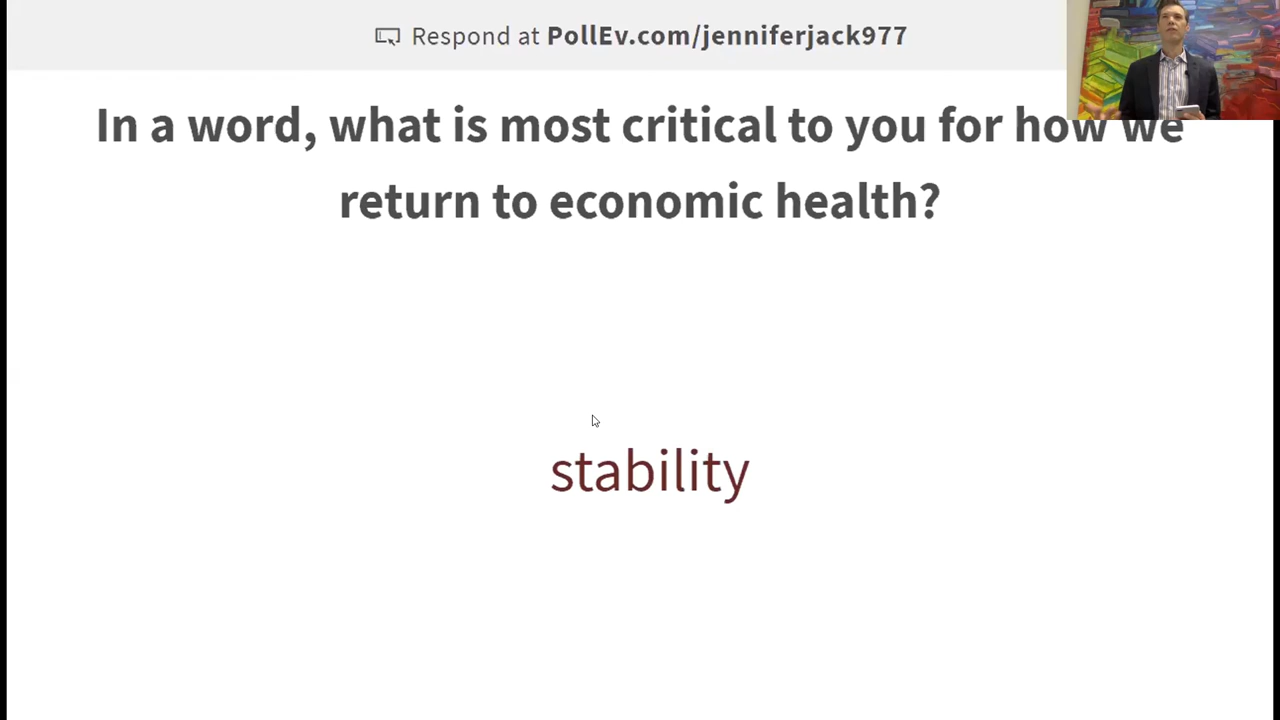 Respond at PollEv.com/jenniferjack977
In a word, what is most critical to you for how we
return to economic health?
stability